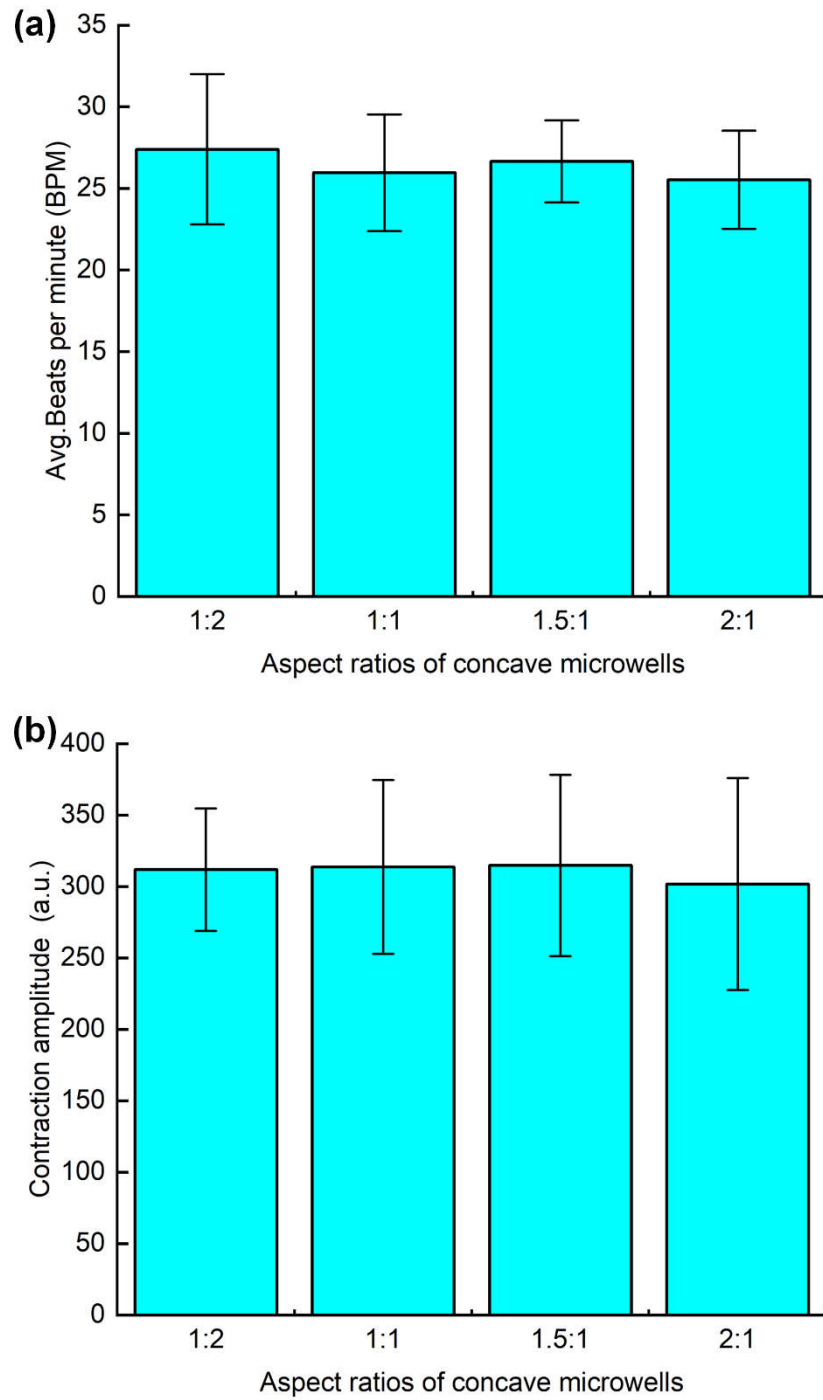 (a)
35
30
25
20
15
10
5
0
Avg.Beats per minute (BPM)
1:2 1:1 1.5:1 2:1
Aspect ratios of concave microwells
(b)
400
350
300
250
200
150
100
50
0
Contraction amplitude (a.u.)
1:2 1:1 1.5:1 2:1
Aspect ratios of concave microwells